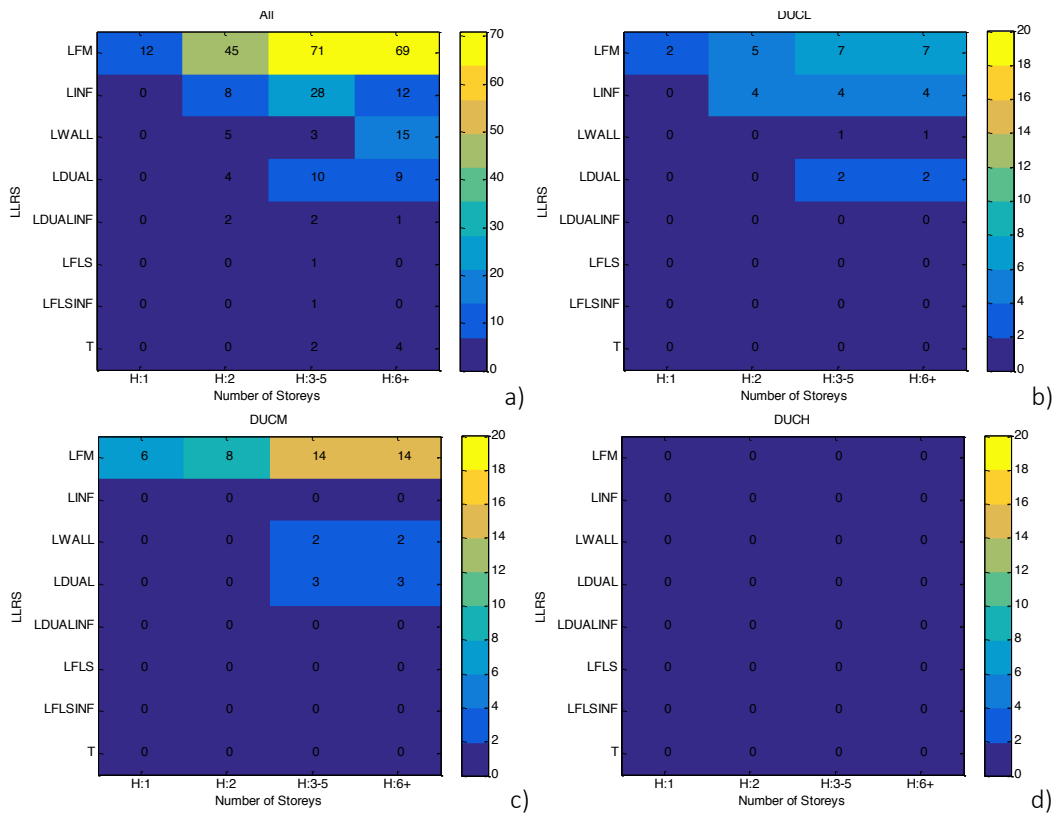 All
LFM 12 45 71 69
LINF 0 8 28 12
LWALL 0 5 3 15
LDUAL 0 4 10 9
LDUALINF 0 2 2 1
LFLS 0 0 1 0
LFLSINF 0 0 1 0
T 0 0 2 4
H:1 H:2 H:3-5 H:6+
Number of Storeys
LLRS
70
60
50
40
30
20
10
0
a)
DUCL
LFM 2 5 7 7
LINF 0 4 4 4
LWALL 0 0 1 1
LDUAL 0 0 2 2
LDUALINF 0 0 0 0
LFLS 0 0 0 0
LFLSINF 0 0 0 0
T 0 0 0 0
H:1 H:2 H:3-5 H:6+
Number of Storeys
LLRS
20
18
16
14
12
10
8
6
4
2
0
b)
DUCM
LFM 6 8 14 14
LINF 0 0 0 0
LWALL 0 0 2 2
LDUAL 0 0 3 3
LDUALINF 0 0 0 0
LFLS 0 0 0 0
LFLSINF 0 0 0 0
T 0 0 0 0
H:1 H:2 H:3-5 H:6+
Number of Storeys
LLRS
20
18
16
14
12
10
8
6
4
2
0
c)
DUCH
LFM 0 0 0 0
LINF 0 0 0 0
LWALL 0 0 0 0
LDUAL 0 0 0 0
LDUALINF 0 0 0 0
LFLS 0 0 0 0
LFLSINF 0 0 0 0
T 0 0 0 0
H:1 H:2 H:3-5 H:6+
Number of Storeys
LLRS
20
18
16
14
12
10
8
6
4
2
0
d)